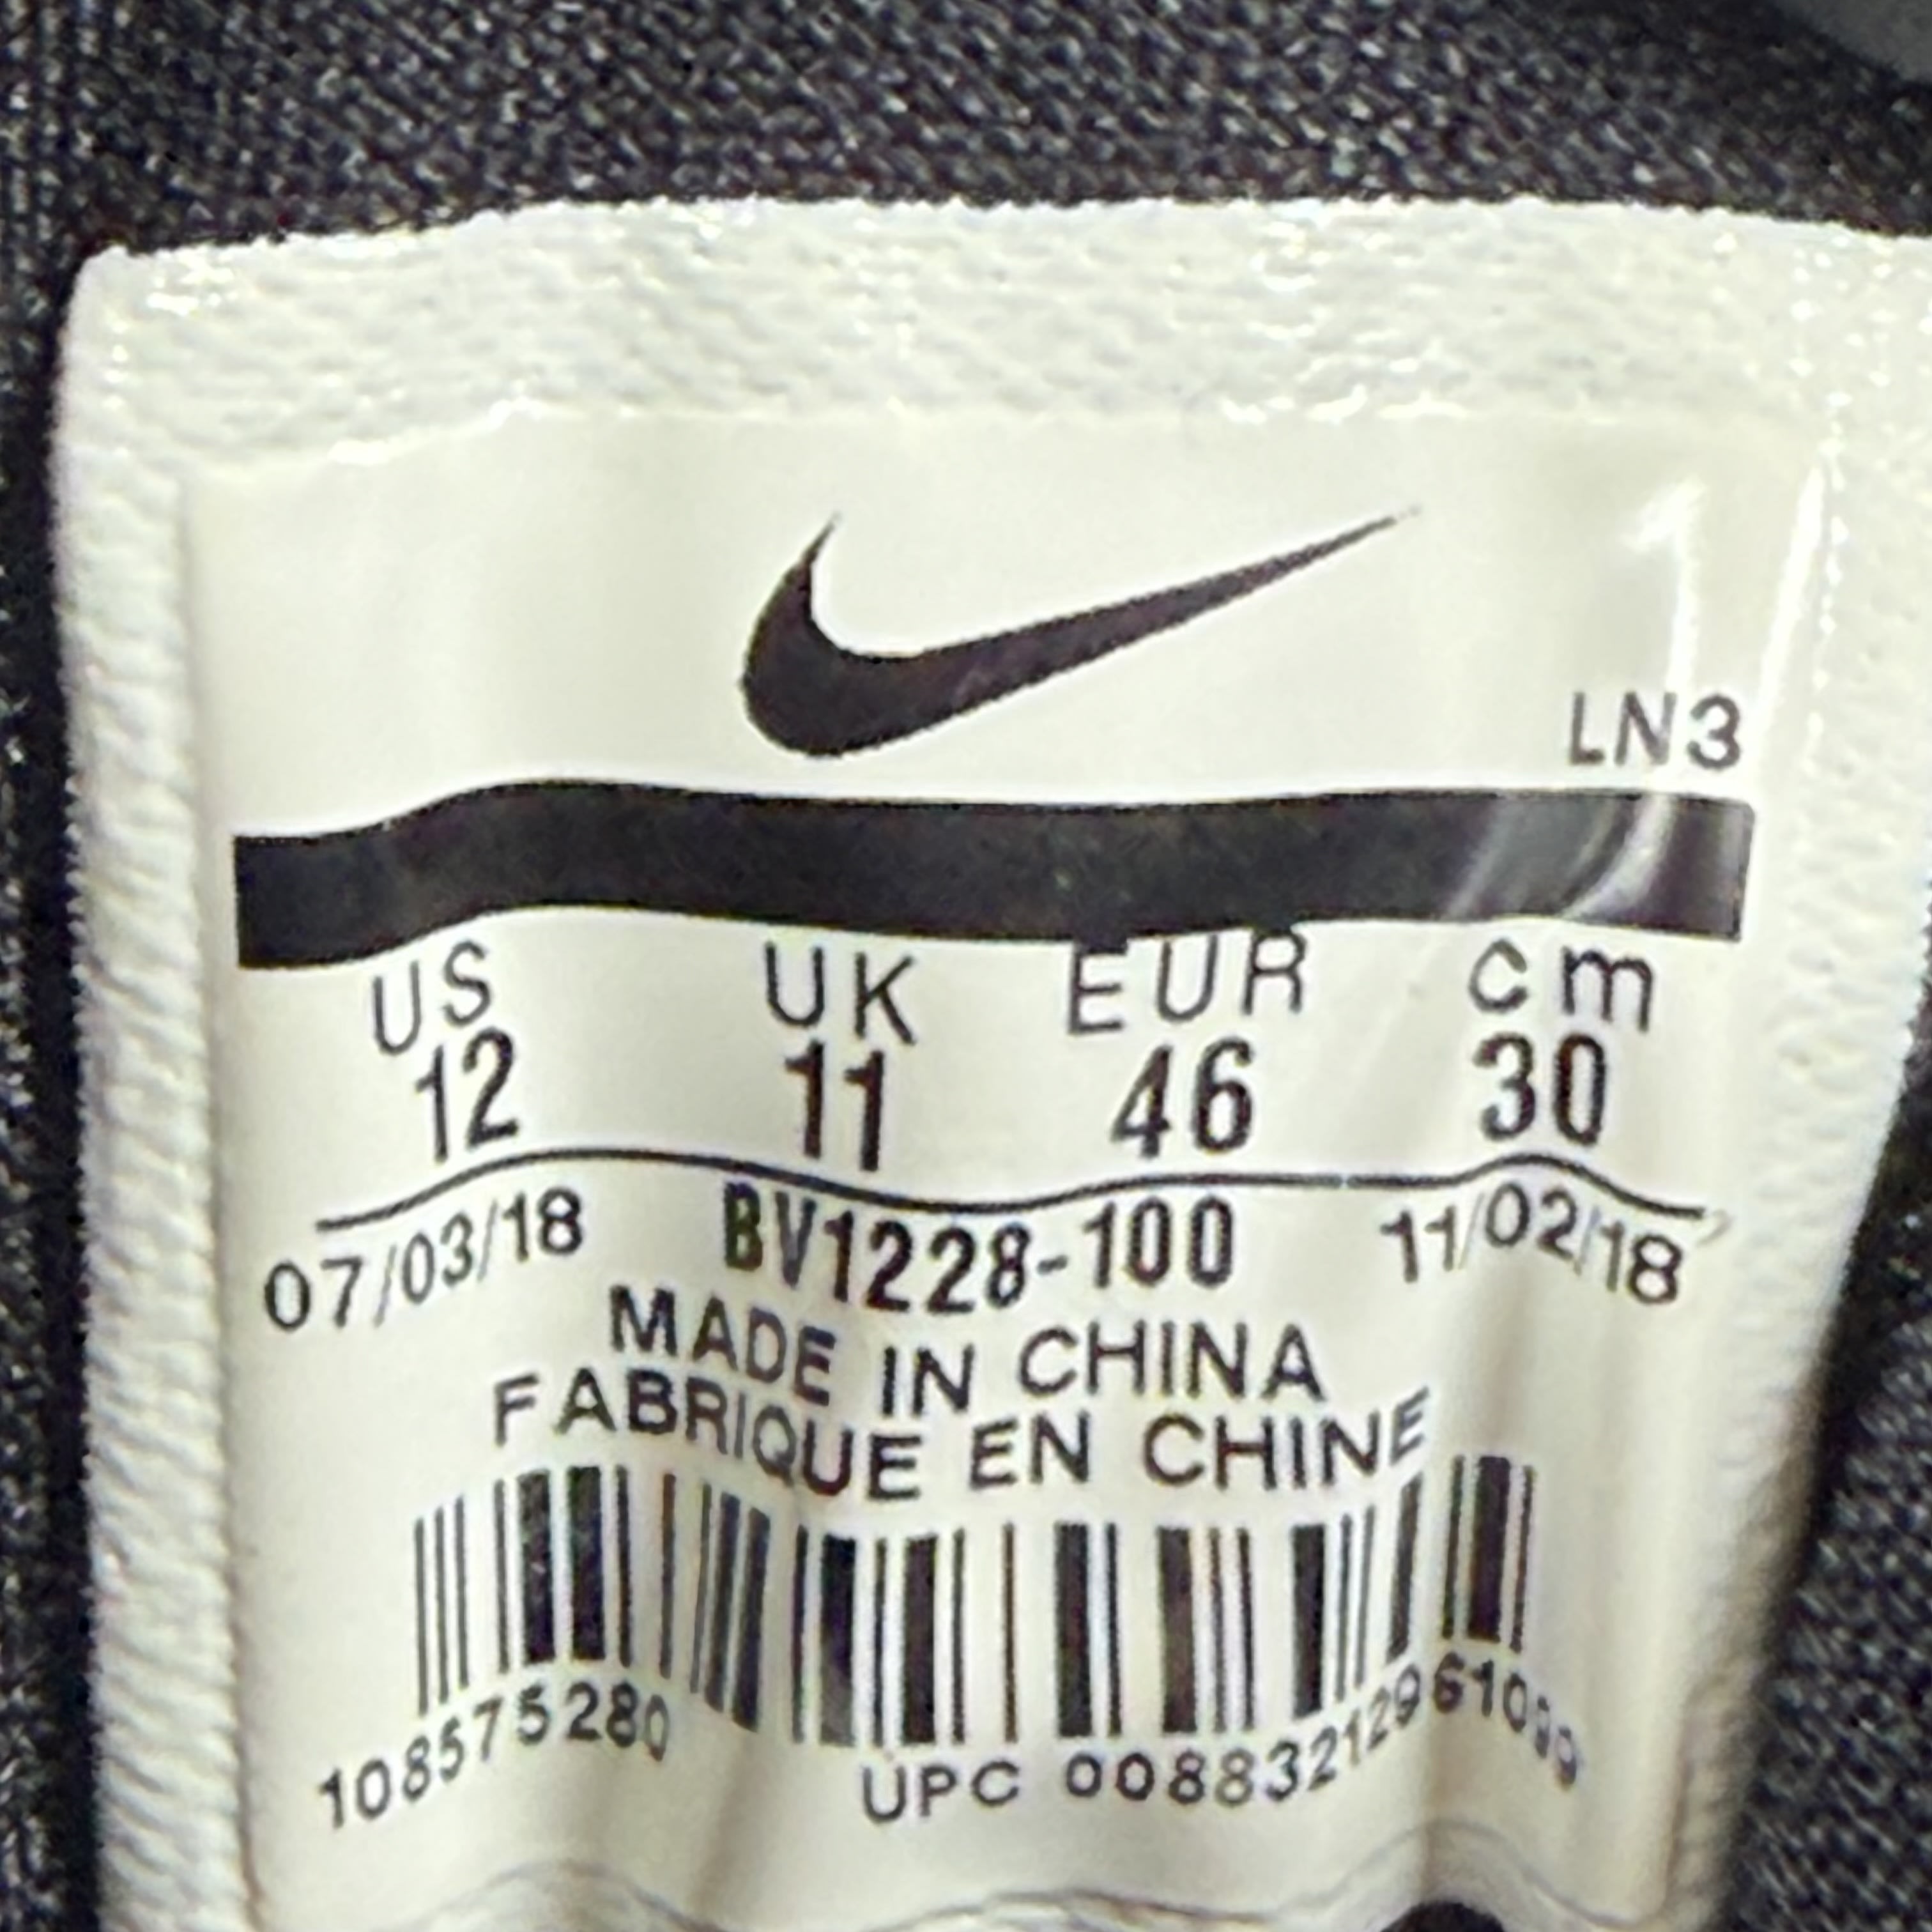 LN3
US UK EUR cm
12 11 46 30
07/03/18 BV1228-100 11/02/18
MADE IN CHINA
FABRIQUE EN CHINE
108575280 UPC 00883212961099